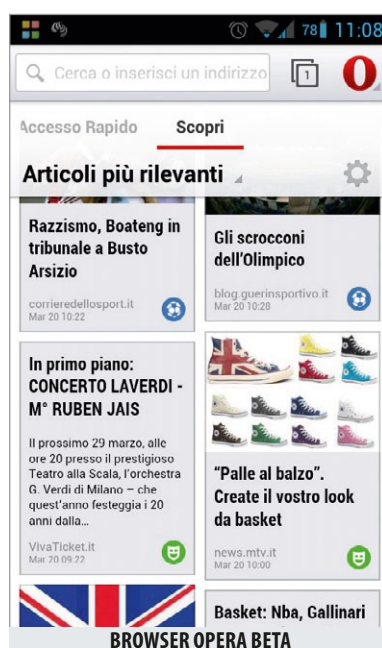 78 11:08
Cerca o inserisci un indirizzo
1
Accesso Rapido Scopri
Articoli più rilevanti
Razzismo, Boateng in
tribunale a Busto
Arsizio
corrieredellosport.it
Mar 20 10:22
Gli scrocconi
dell'Olimpico
blog.guerinsportivo.it
Mar 20 10:28
In primo piano:
CONCERTO LAVERDI -
M° RUBEN JAIS
Il prossimo 29 marzo, alle
ore 20 presso il prestigioso
Teatro alla Scala, l'orchestra
G. Verdi di Milano – che
quest'anno festeggia i 20
anni dalla...
VivaTicket.it
Mar 20 09:22
"Palle al balzo".
Create il vostro look
da basket
news.mtv.it
Mar 20 10:00
Basket: Nba, Gallinari
BROWSER OPERA BETA